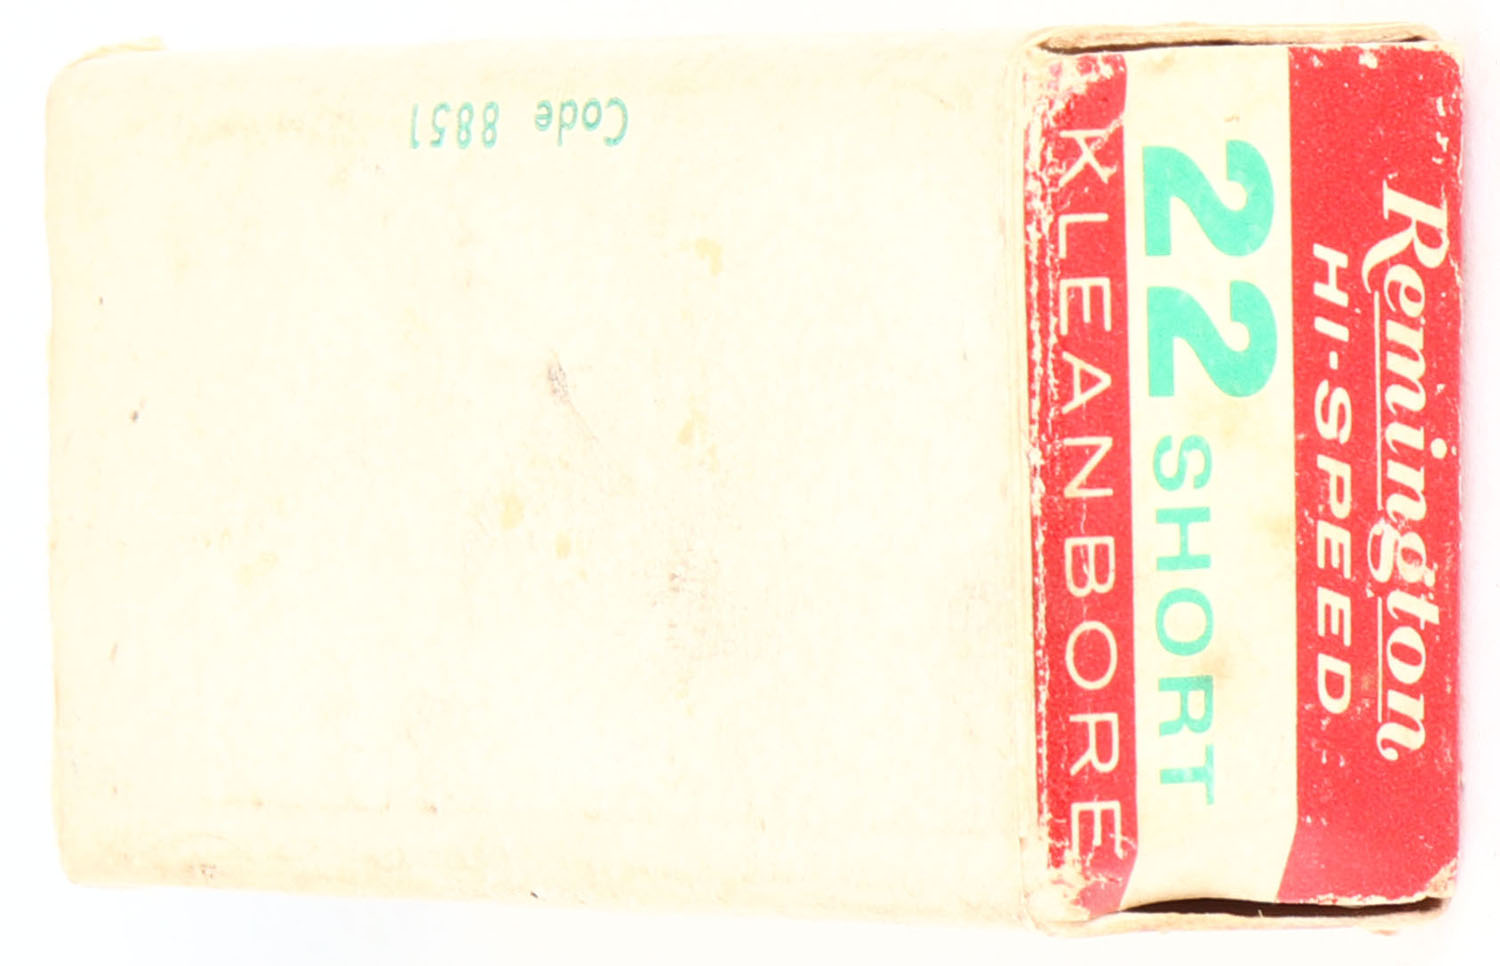 Remington
HI-SPEED
22 SHORT
KLEANBORE
Code 8851